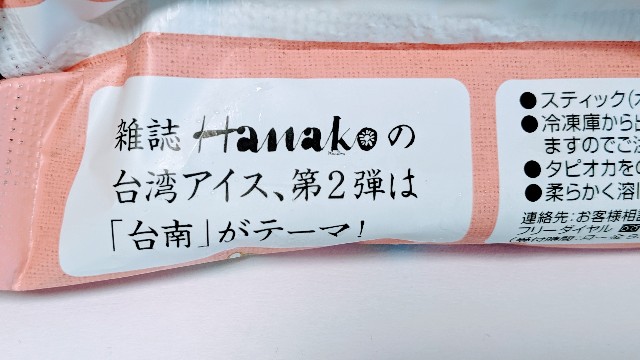 雑誌Hanakoの
台湾アイス、第2弾は
「台南」がテーマ!
●スティック(
●冷凍庫から
ますのでご
●タピオカを
●柔らかく溶
連絡先:お客様相
フリーダイヤル